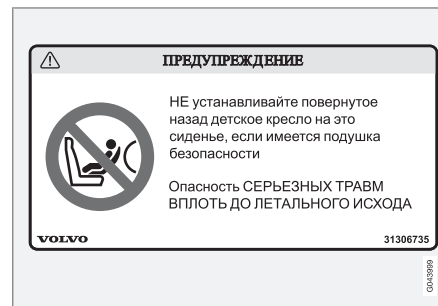 ПРЕДУПРЕЖДЕНИЕ
НЕ устанавливайте повернутое
назад детское кресло на это
сиденье, если имеется подушка
безопасности
Опасность СЕРЬЕЗНЫХ ТРАВМ
ВПЛОТЬ ДО ЛЕТАЛЬНОГО ИСХОДА
VOLVO 31306735
G043999